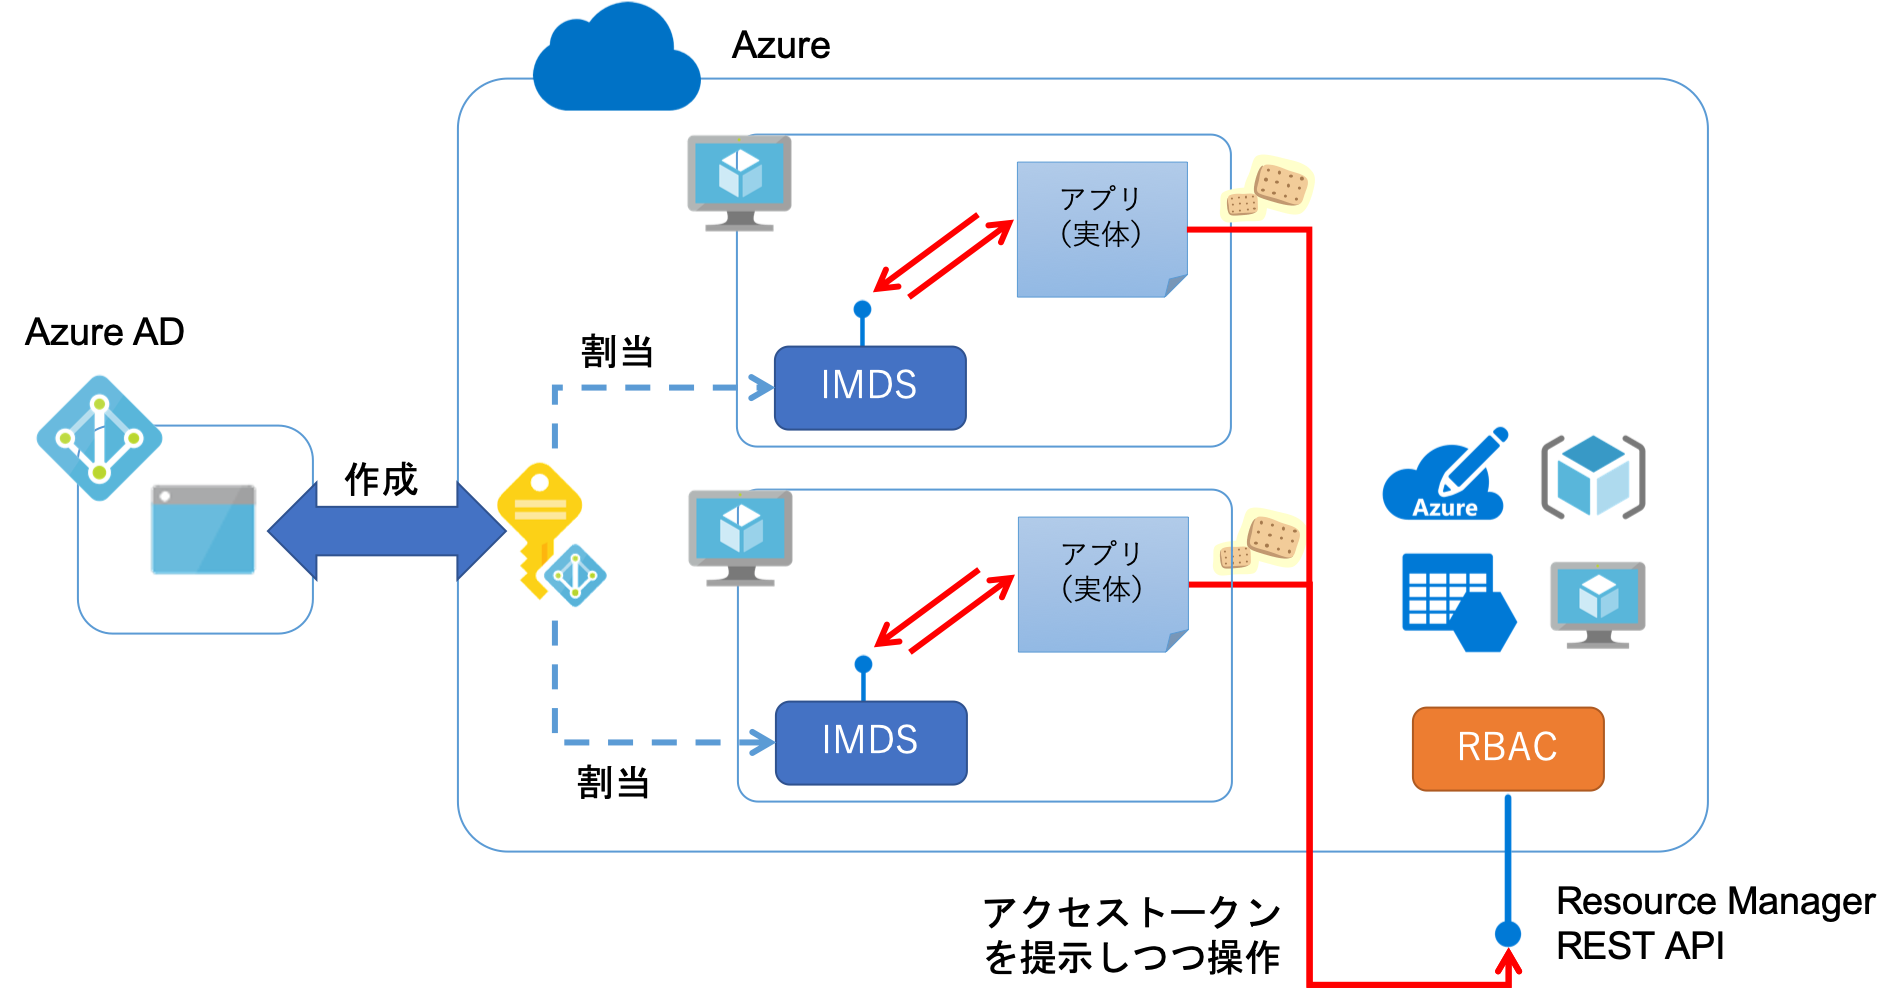 Azure
アプリ
（実体）
Azure AD
割当
IMDS
作成
Azure
アプリ
（実体）
IMDS
割当
RBAC
アクセストークン
を提示しつつ操作
Resource Manager
REST API